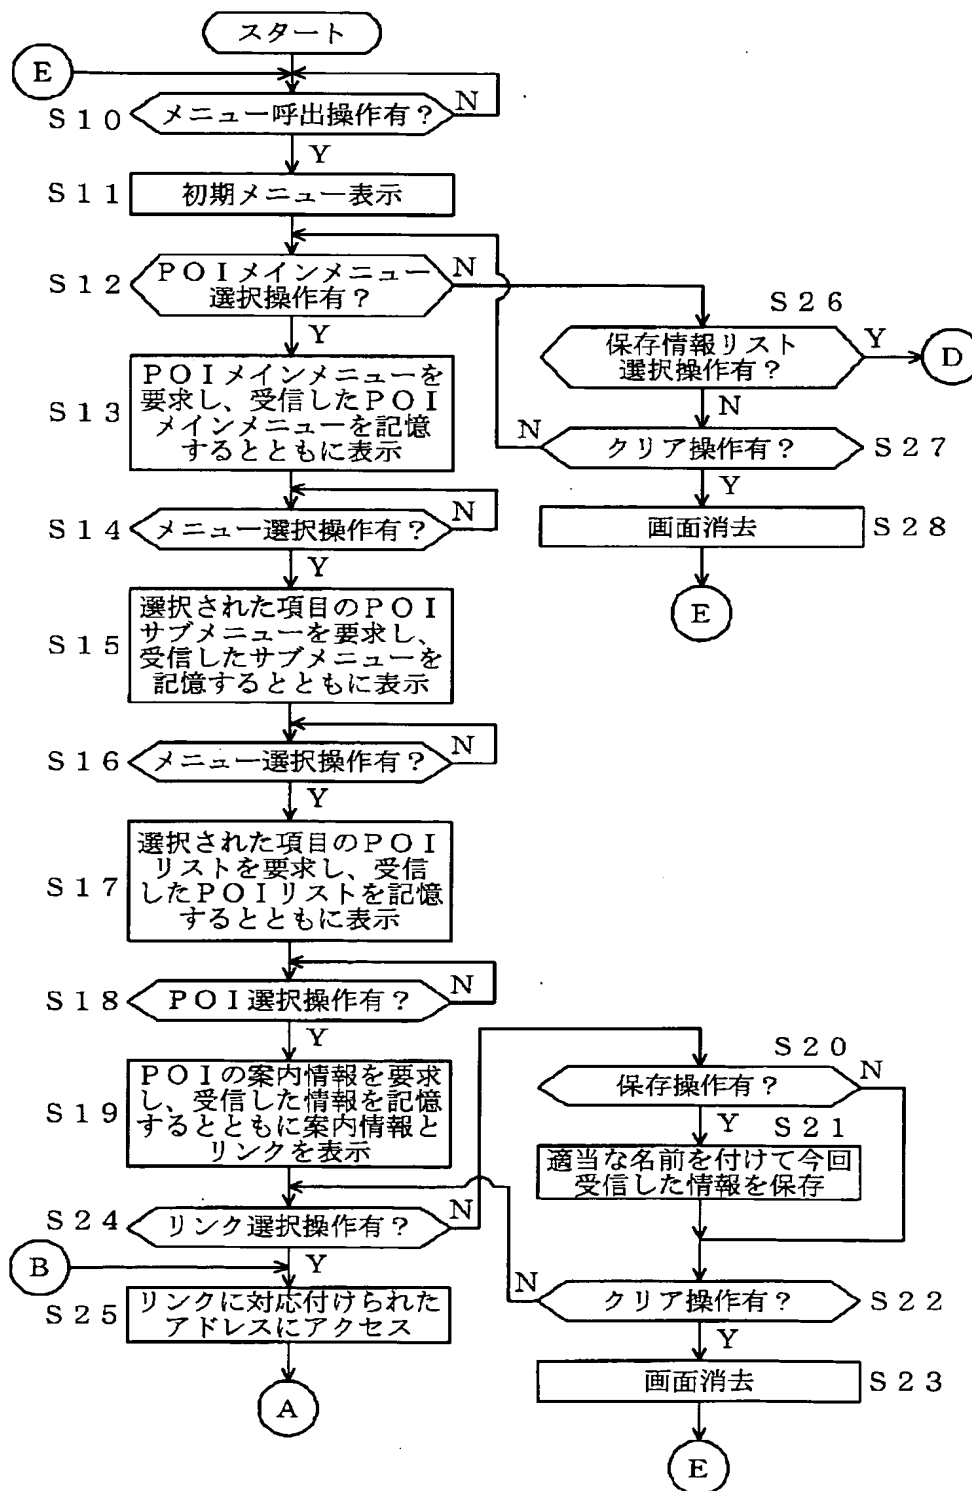 スタート
E
S10
メニュー呼出操作有？
N
Y
S11
初期メニュー表示
S12
POIメインメニュー
選択操作有？
N
Y
S26
保存情報リスト
選択操作有？
Y
D
N
S13
POIメインメニューを
要求し、受信したPOI
メインメニューを記憶
するとともに表示
N
クリア操作有？
S27
Y
S14
メニュー選択操作有？
N
Y
画面消去
S28
E
S15
選択された項目のPOI
サブメニューを要求し、
受信したサブメニューを
記憶するとともに表示
S16
メニュー選択操作有？
N
Y
S17
選択された項目のPOI
リストを要求し、受信
したPOIリストを記憶
するとともに表示
S18
POI選択操作有？
N
Y
S19
POIの案内情報を要求
し、受信した情報を記憶
するとともに案内情報と
リンクを表示
S20
保存操作有？
N
Y
S21
適当な名前を付けて今回
受信した情報を保存
S24
リンク選択操作有？
N
Y
B
S25
リンクに対応付けられた
アドレスにアクセス
A
N
クリア操作有？
S22
Y
画面消去
S23
E